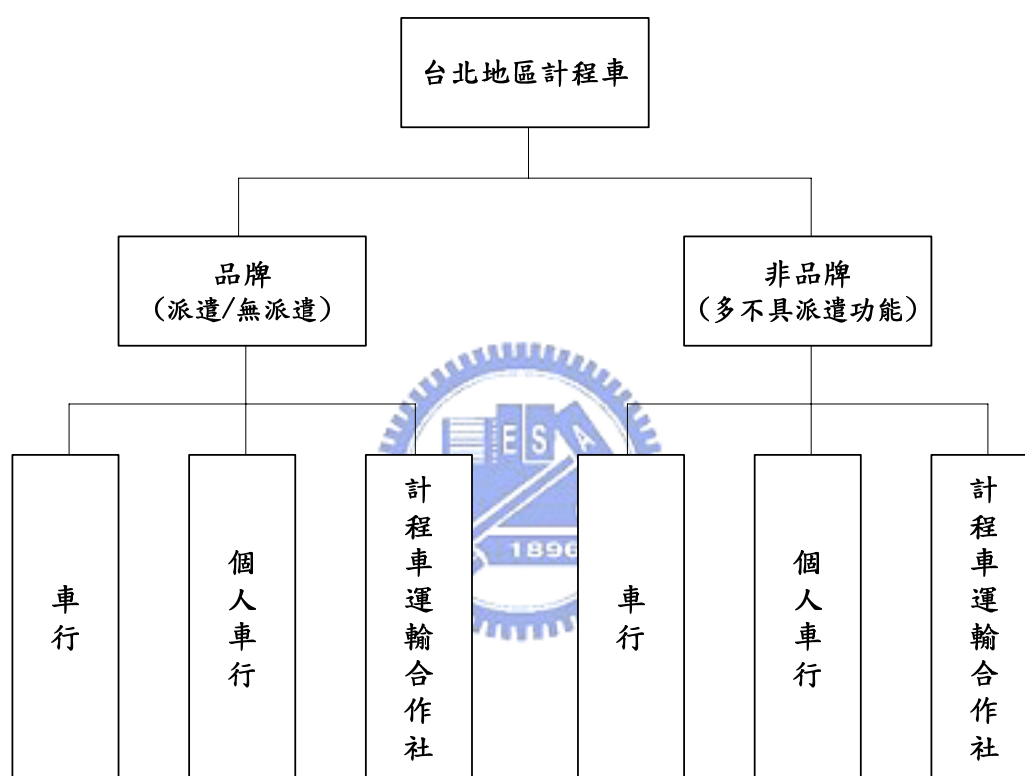 台北地區計程車
品牌
(派遣/無派遣)
非品牌
(多不具派遣功能)
車行
個人車行
計程車運輸合作社
車行
個人車行
計程車運輸合作社
ESA
1896